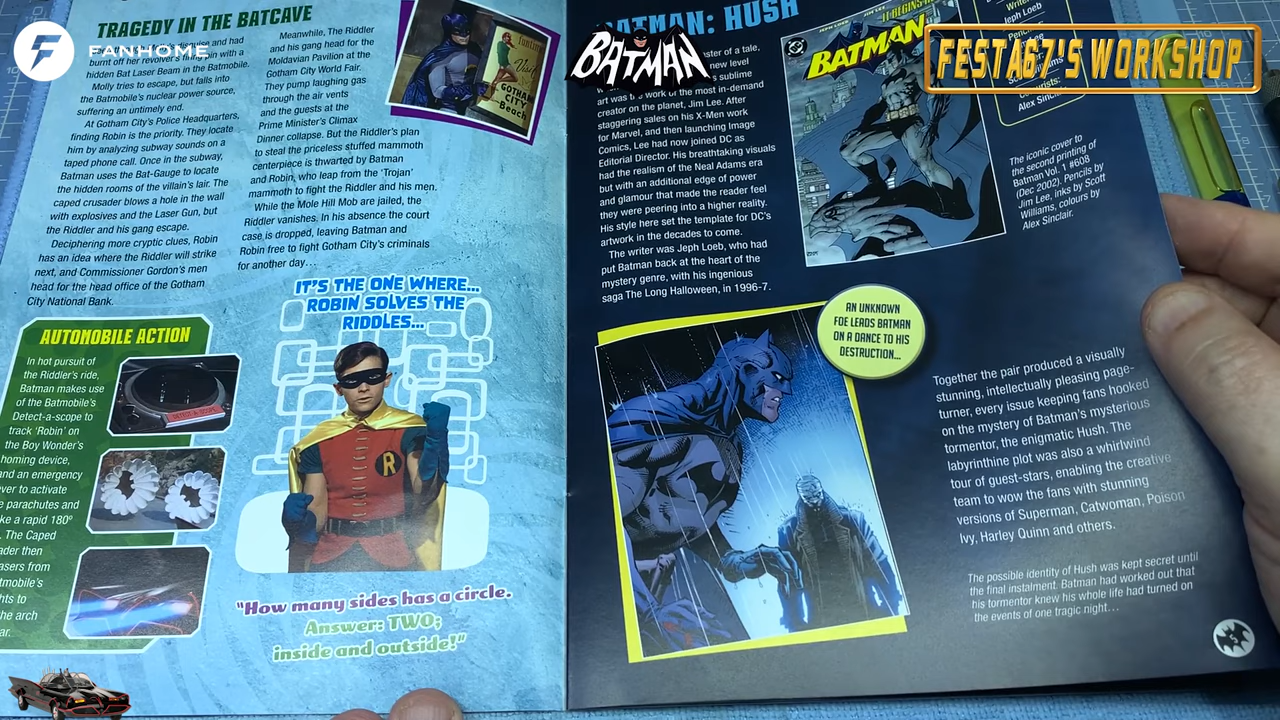 FANHOME
BATMAN
FESTA67'S WORKSHOP
TRAGEDY IN THE BATCAVE
burnt off her revolver's firing pin with a
hidden Bat Laser Beam in the Batmobile.
Molly tries to escape, but falls into
the Batmobile's nuclear power source,
suffering an untimely end.
At Gotham City's Police Headquarters,
finding Robin is the priority. They locate
him by analyzing subway sounds on a
taped phone call. Once in the subway,
Batman uses the Bat-Gauge to locate
the hidden rooms of the villain's lair. The
caped crusader blows a hole in the wall
with explosives and the Laser Gun, but
the Riddler and his gang escape.
Deciphering more cryptic clues, Robin
has an idea where the Riddler will strike
next, and Commissioner Gordon's men
head for the head office of the Gotham
City National Bank.
Meanwhile, The Riddler
and his gang head for the
Moldavian Pavilion at the
Gotham City World Fair.
They pump laughing gas
through the air vents
and the guests at the
Prime Minister's Climax
Dinner collapse. But the Riddler's plan
to steal the priceless stuffed mammoth
centerpiece is thwarted by Batman
and Robin, who leap from the 'Trojan'
mammoth to fight the Riddler and his men.
While the Mole Hill Mob are jailed, the
Riddler vanishes. In his absence the court
case is dropped, leaving Batman and
Robin free to fight Gotham City's criminals
for another day…
Visit
GOTHAM
CITY
Beach
AUTOMOBILE ACTION
In hot pursuit of
the Riddler's ride,
Batman makes use
of the Batmobile's
Detect-a-scope to
track 'Robin' on
the Boy Wonder's
homing device,
and an emergency
ver to activate
e parachutes and
ke a rapid 180º
. The Caped
ader then
asers from
tmobile's
hts to
he arch
ar.
DETECT-A-SCOPE
IT'S THE ONE WHERE...
ROBIN SOLVES THE
RIDDLES...
R
"How many sides has a circle.
Answer: TWO;
inside and outside!"
BATMAN: HUSH
ster of a tale,
new level
s sublime
art was the work of the most in-demand
creator on the planet, Jim Lee. After
staggering sales on his X-Men work
for Marvel, and then launching Image
Comics, Lee had now joined DC as
Editorial Director. His breathtaking visuals
had the realism of the Neal Adams era
but with an additional edge of power
and glamour that made the reader feel
they were peering into a higher reality.
His style here set the template for DC's
artwork in the decades to come.
The writer was Jeph Loeb, who had
put Batman back at the heart of the
mystery genre, with his ingenious
saga The Long Halloween, in 1996-7.
DC
BATMAN
Writer
Jeph Loeb
Alex Sinclair
The iconic cover to
the second printing of
Batman Vol. 1 #608
(Dec 2002). Pencils by
Jim Lee, inks by Scott
Williams, colours by
Alex Sinclair.
AN UNKNOWN
FOE LEADS BATMAN
ON A DANCE TO HIS
DESTRUCTION...
Together the pair produced a visually
stunning, intellectually pleasing page-
turner, every issue keeping fans hooked
on the mystery of Batman's mysterious
tormentor, the enigmatic Hush. The
labyrinthine plot was also a whirlwind
tour of guest-stars, enabling the creative
team to wow the fans with stunning
versions of Superman, Catwoman, Poison
Ivy, Harley Quinn and others.
The possible identity of Hush was kept secret until
the final instalment. Batman had worked out that
his tormentor knew his whole life had turned on
the events of one tragic night…
5